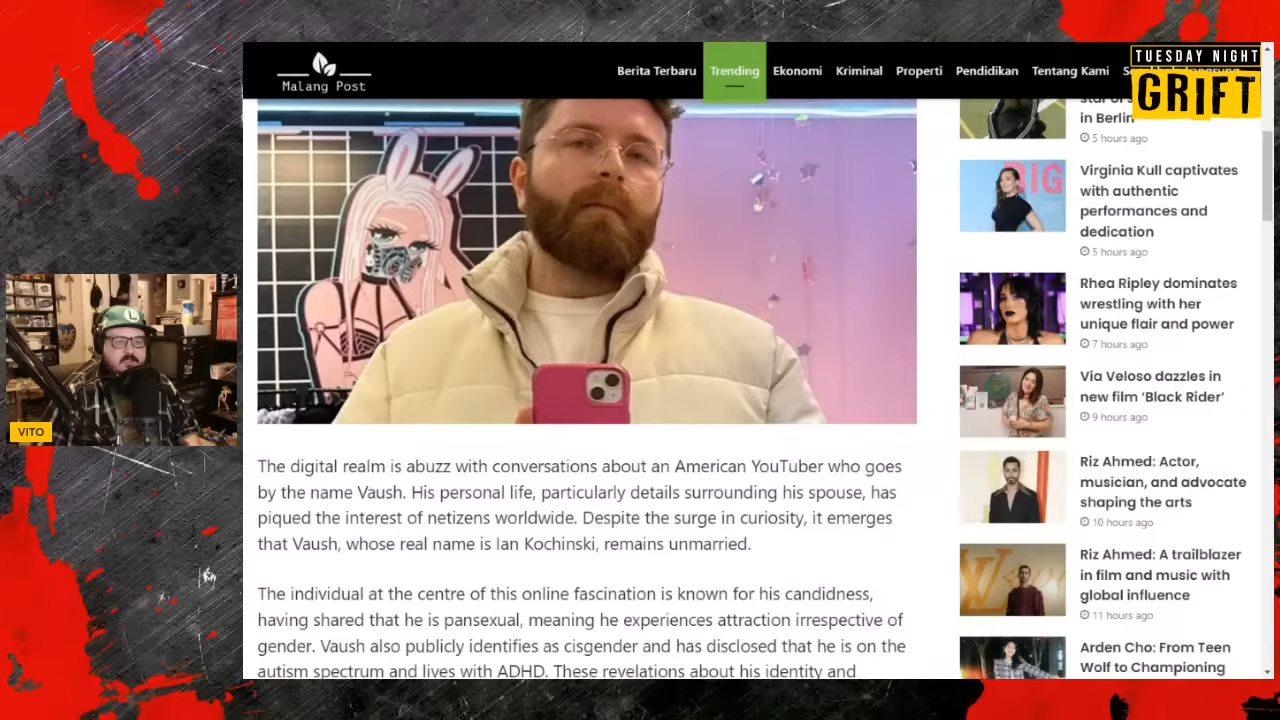 TUESDAY NIGHT
GRIFT
Malang Post
Berita Terbaru
Trending
Ekonomi
Kriminal
Properti
Pendidikan
Tentang Kami
The digital realm is abuzz with conversations about an American YouTuber who goes
by the name Vaush. His personal life, particularly details surrounding his spouse, has
piqued the interest of netizens worldwide. Despite the surge in curiosity, it emerges
that Vaush, whose real name is Ian Kochinski, remains unmarried.
The individual at the centre of this online fascination is known for his candidness,
having shared that he is pansexual, meaning he experiences attraction irrespective of
gender. Vaush also publicly identifies as cisgender and has disclosed that he is on the
autism spectrum and lives with ADHD. These revelations about his identity and
in Berlin
5 hours ago
Virginia Kull captivates
with authentic
performances and
dedication
5 hours ago
Rhea Ripley dominates
wrestling with her
unique flair and power
7 hours ago
Via Veloso dazzles in
new film ‘Black Rider’
9 hours ago
Riz Ahmed: Actor,
musician, and advocate
shaping the arts
10 hours ago
Riz Ahmed: A trailblazer
in film and music with
global influence
11 hours ago
Arden Cho: From Teen
Wolf to Championing
VITO